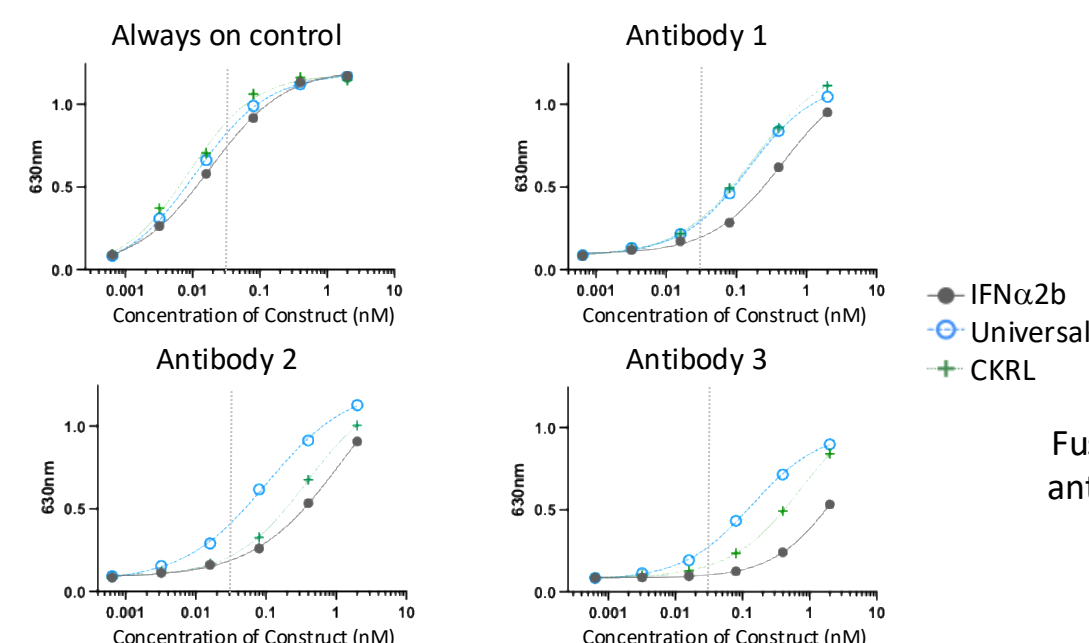 Always on control
Antibody 1
630nm
1.0
0.5
0.0
0.001 0.01 0.1 1 10
Concentration of Construct (nM)
630nm
1.0
0.5
0.0
0.001 0.01 0.1 1 10
Concentration of Construct (nM)
IFNα2b
Universal
CKRL
Antibody 2
Antibody 3
630nm
1.0
0.5
0.0
0.001 0.01 0.1 1 10
Concentration of Construct (nM)
630nm
1.0
0.5
0.0
0.001 0.01 0.1 1 10
Concentration of Construct (nM)